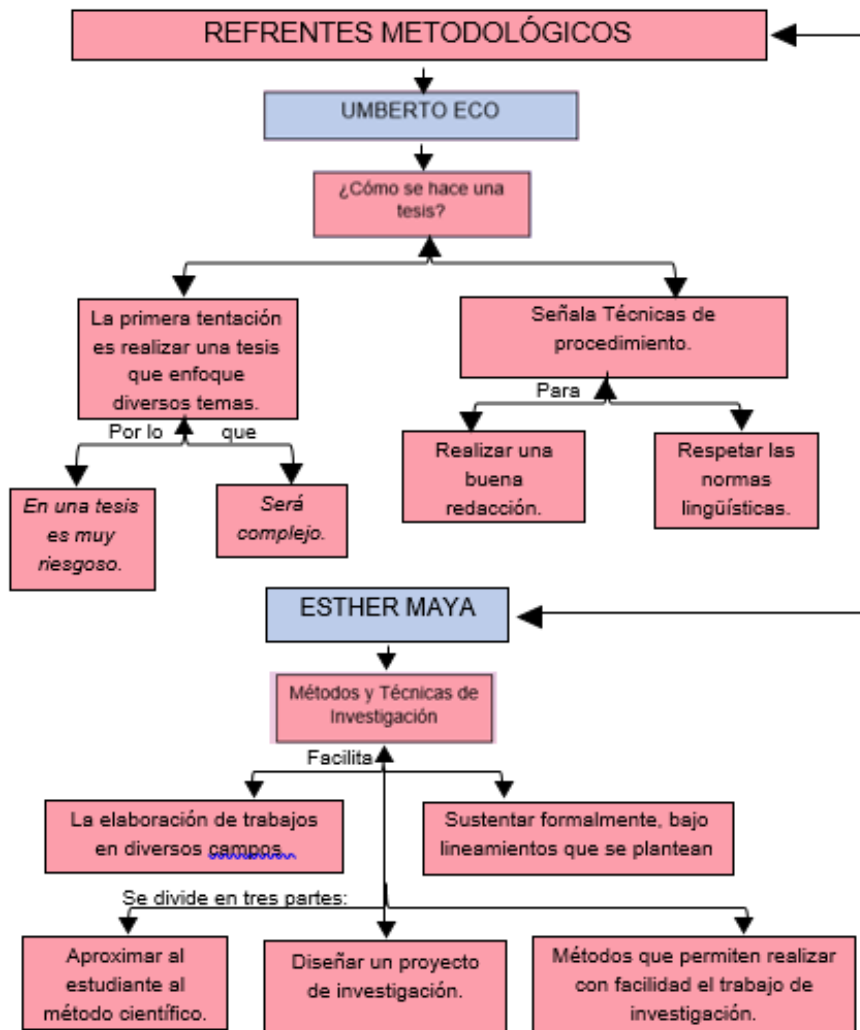 REFRENTES METODOLÓGICOS
UMBERTO ECO
¿Cómo se hace una
tesis?
La primera tentación
es realizar una tesis
que enfoque
diversos temas.
Señala Técnicas de
procedimiento.
Por lo que
Para
En una tesis
es muy
riesgoso.
Será
complejo.
Realizar una
buena
redacción.
Respetar las
normas
lingüísticas.
ESTHER MAYA
Métodos y Técnicas de
Investigación
Facilita
La elaboración de trabajos
en diversos campos.
Sustentar formalmente, bajo
lineamientos que se plantean
Se divide en tres partes:
Aproximar al
estudiante al
método científico.
Diseñar un proyecto
de investigación.
Métodos que permiten realizar
con facilidad el trabajo de
investigación.